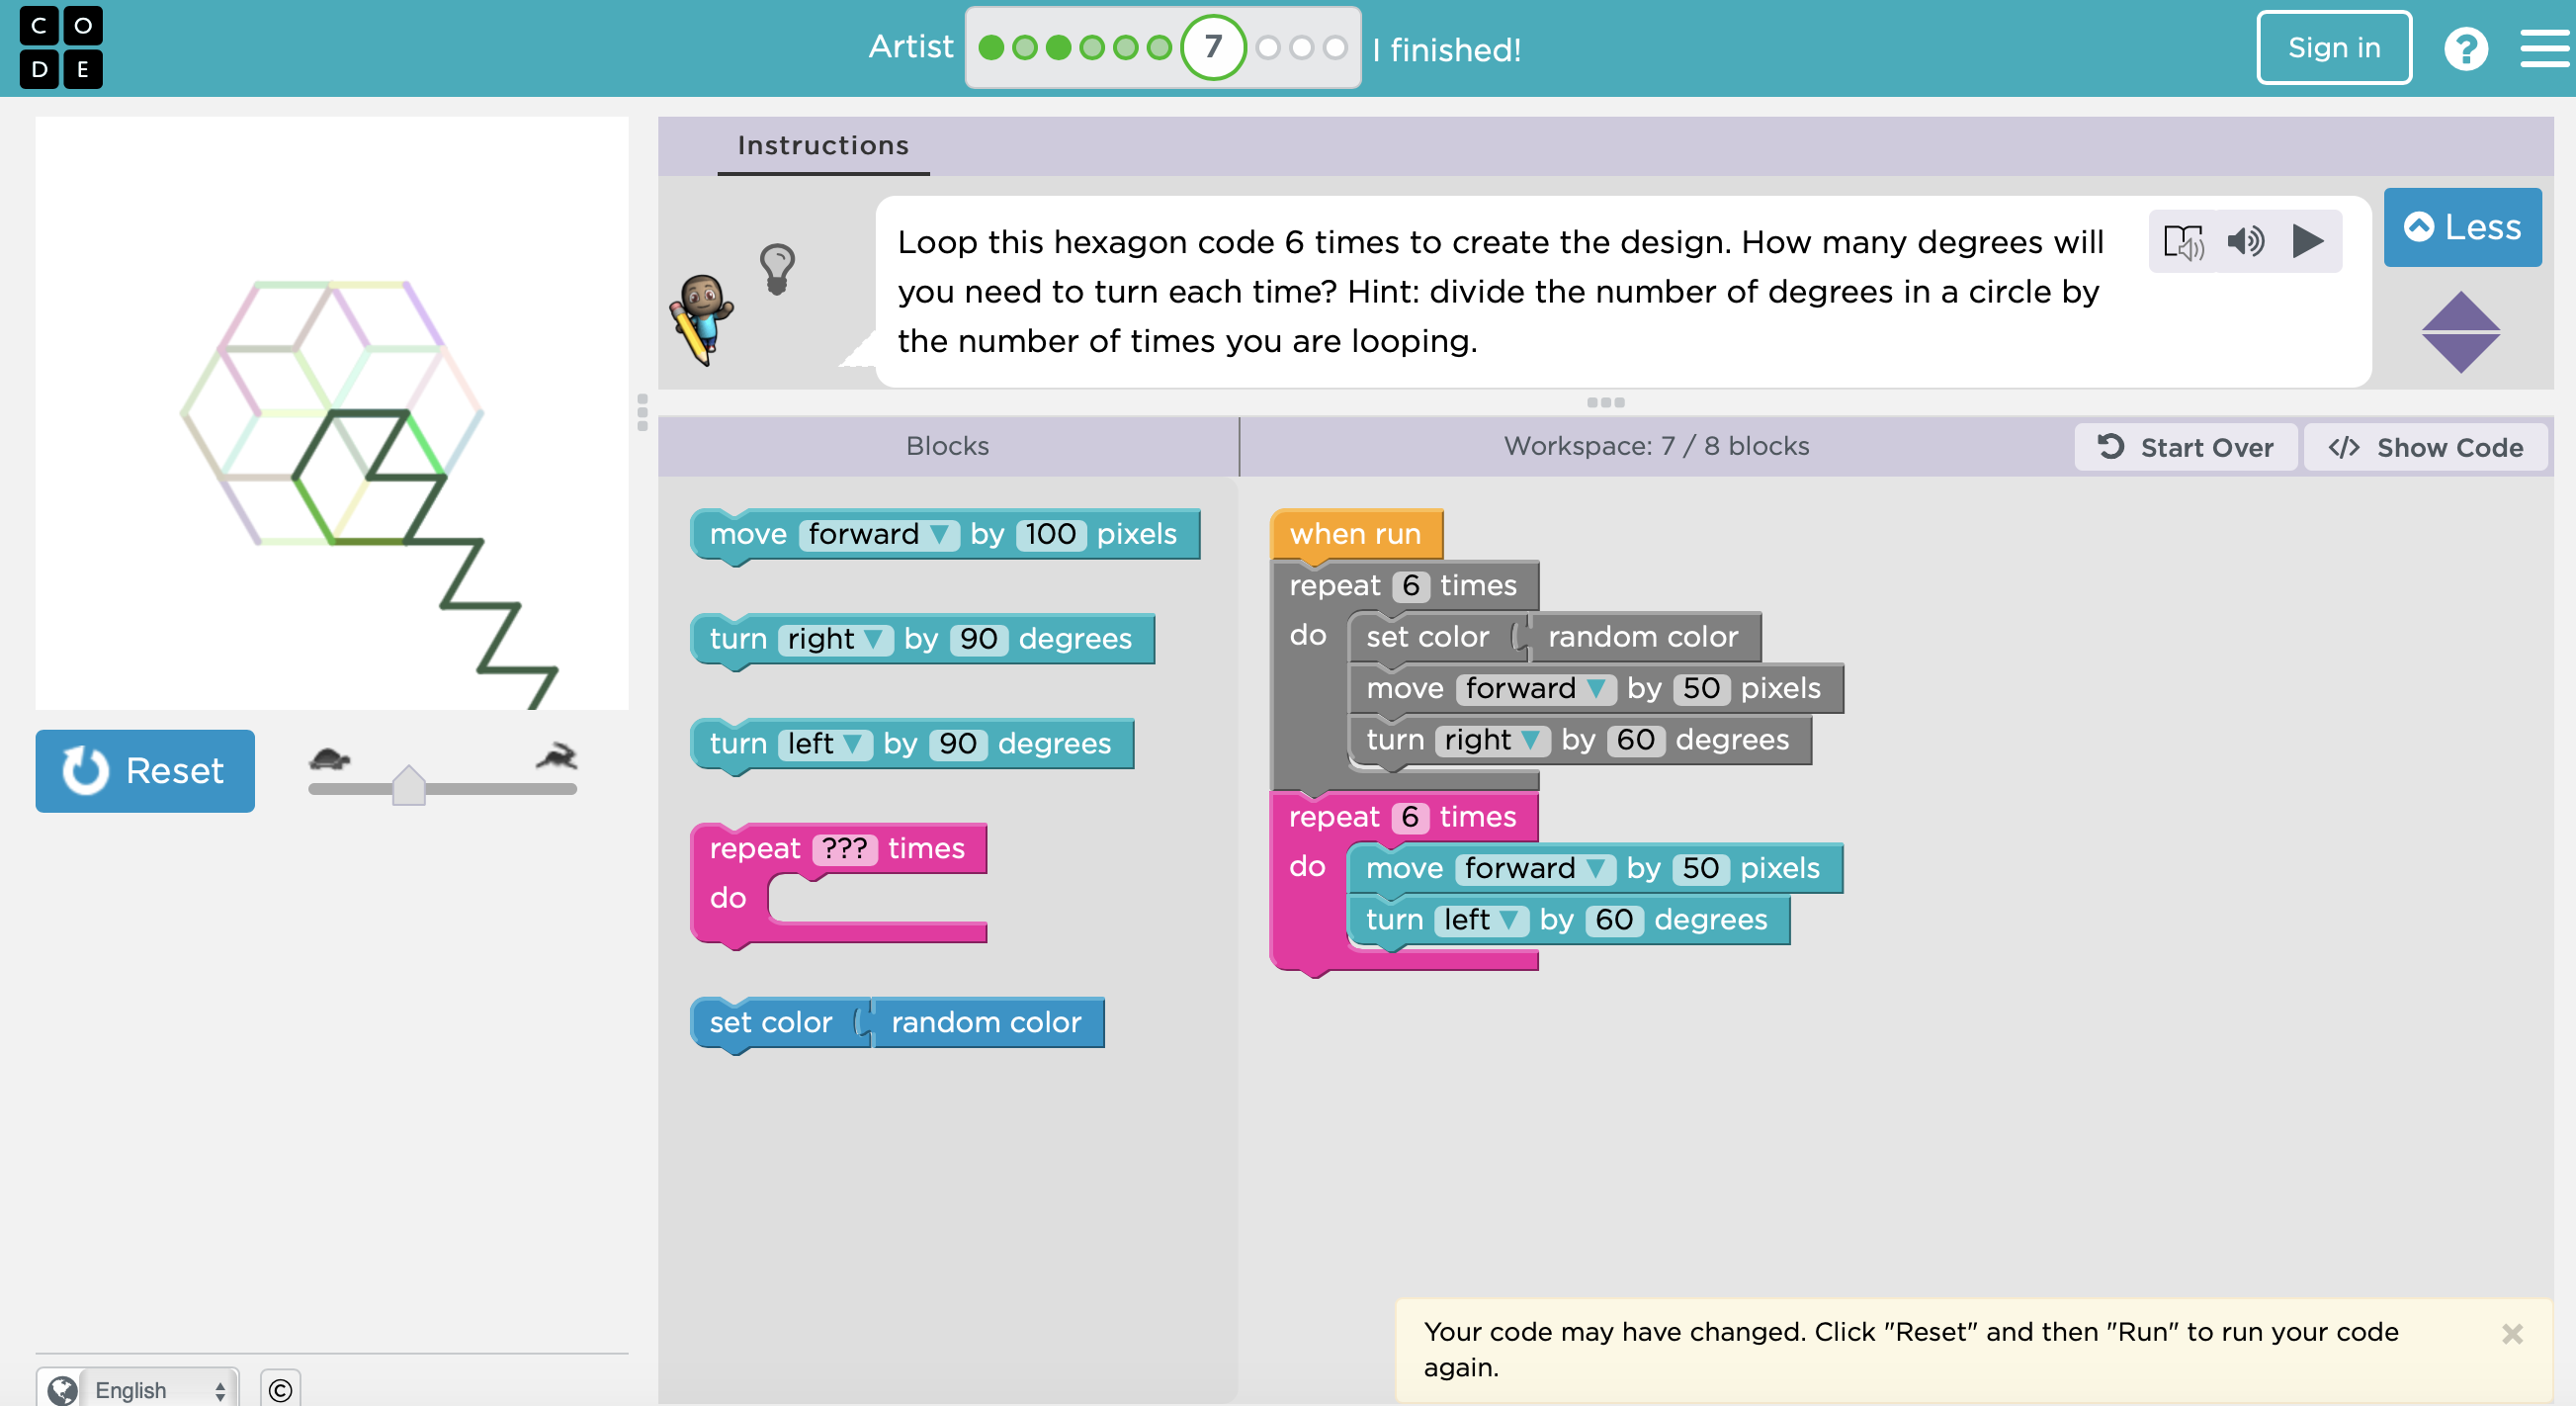 C O
D E
Artist
7
I finished!
Sign in
?
Instructions
Loop this hexagon code 6 times to create the design. How many degrees will
you need to turn each time? Hint: divide the number of degrees in a circle by
the number of times you are looping.
Less
Blocks
Workspace: 7 / 8 blocks
Start Over
</> Show Code
move forward ▼ by 100 pixels
turn right ▼ by 90 degrees
turn left ▼ by 90 degrees
repeat ??? times
do
set color random color
when run
repeat 6 times
do set color random color
move forward ▼ by 50 pixels
turn right ▼ by 60 degrees
repeat 6 times
do move forward ▼ by 50 pixels
turn left ▼ by 60 degrees
Reset
Your code may have changed. Click "Reset" and then "Run" to run your code
again.
×
English
©